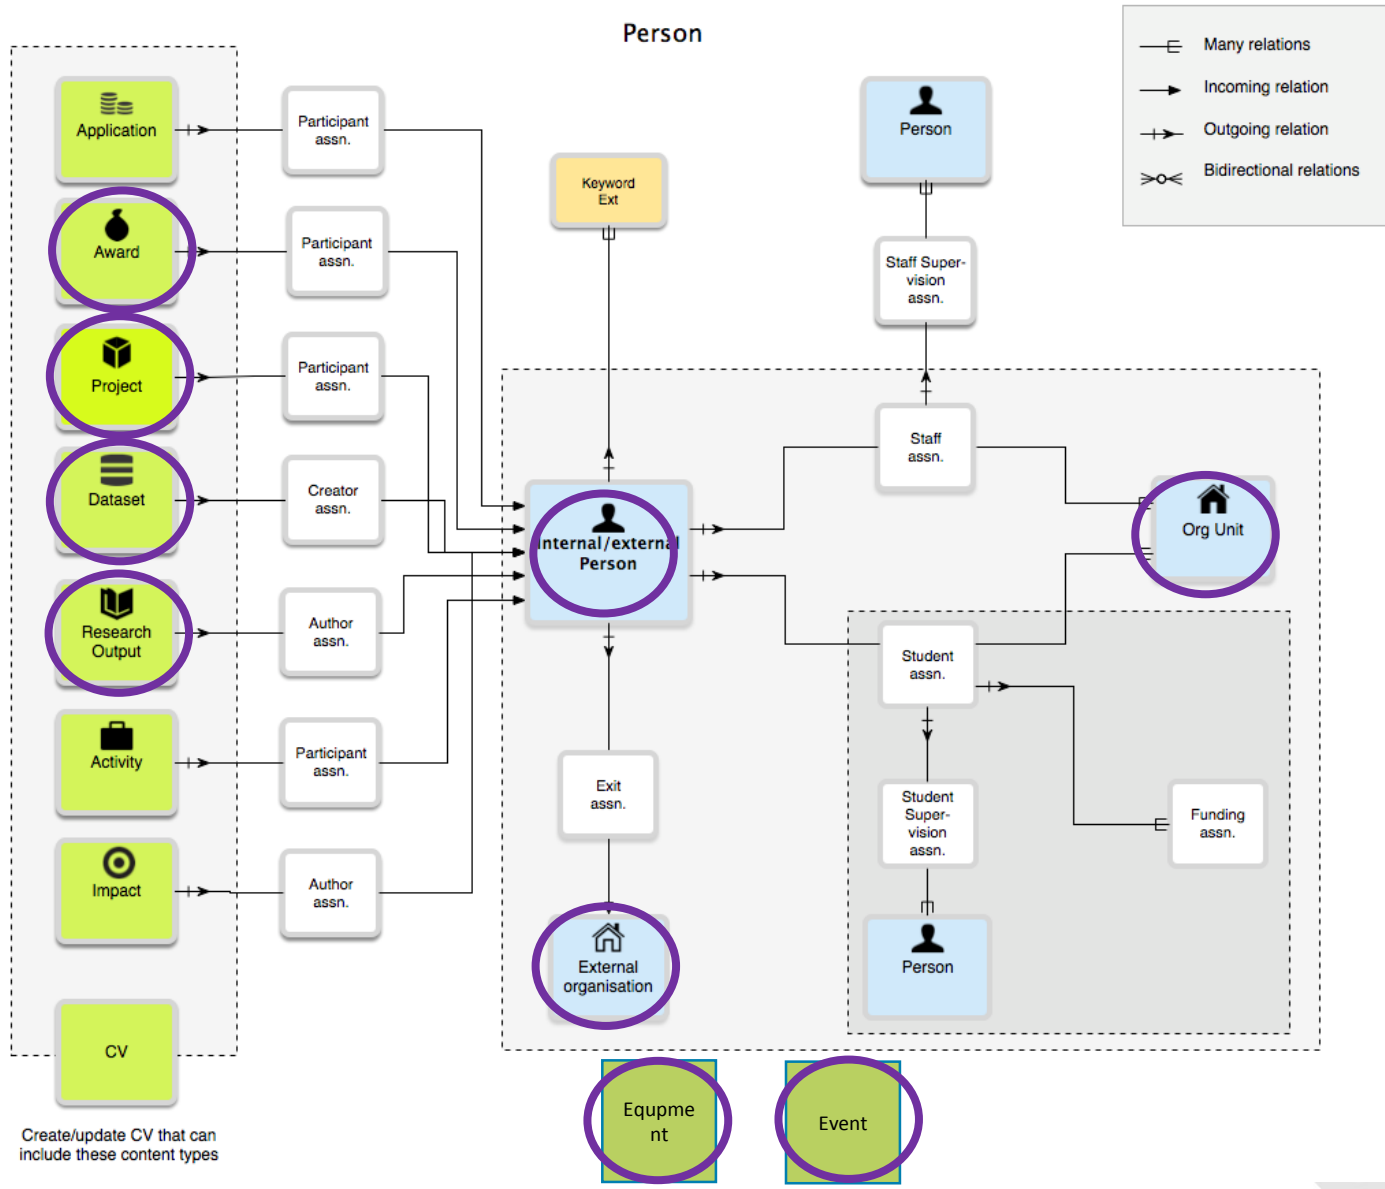 Person
Many relations
Incoming relation
Outgoing relation
Bidirectional relations
Application
Participant
assn.
Award
Participant
assn.
Project
Participant
assn.
Dataset
Creator
assn.
Research
Output
Author
assn.
Activity
Participant
assn.
Impact
Author
assn.
CV
Create/update CV that can
include these content types
Keyword
Ext
Person
Staff Super-
vision
assn.
Staff
assn.
Internal/external
Person
Org Unit
Student
assn.
Exit
assn.
Student
Super-
vision
assn.
Funding
assn.
External
organisation
Person
Equpme
nt
Event